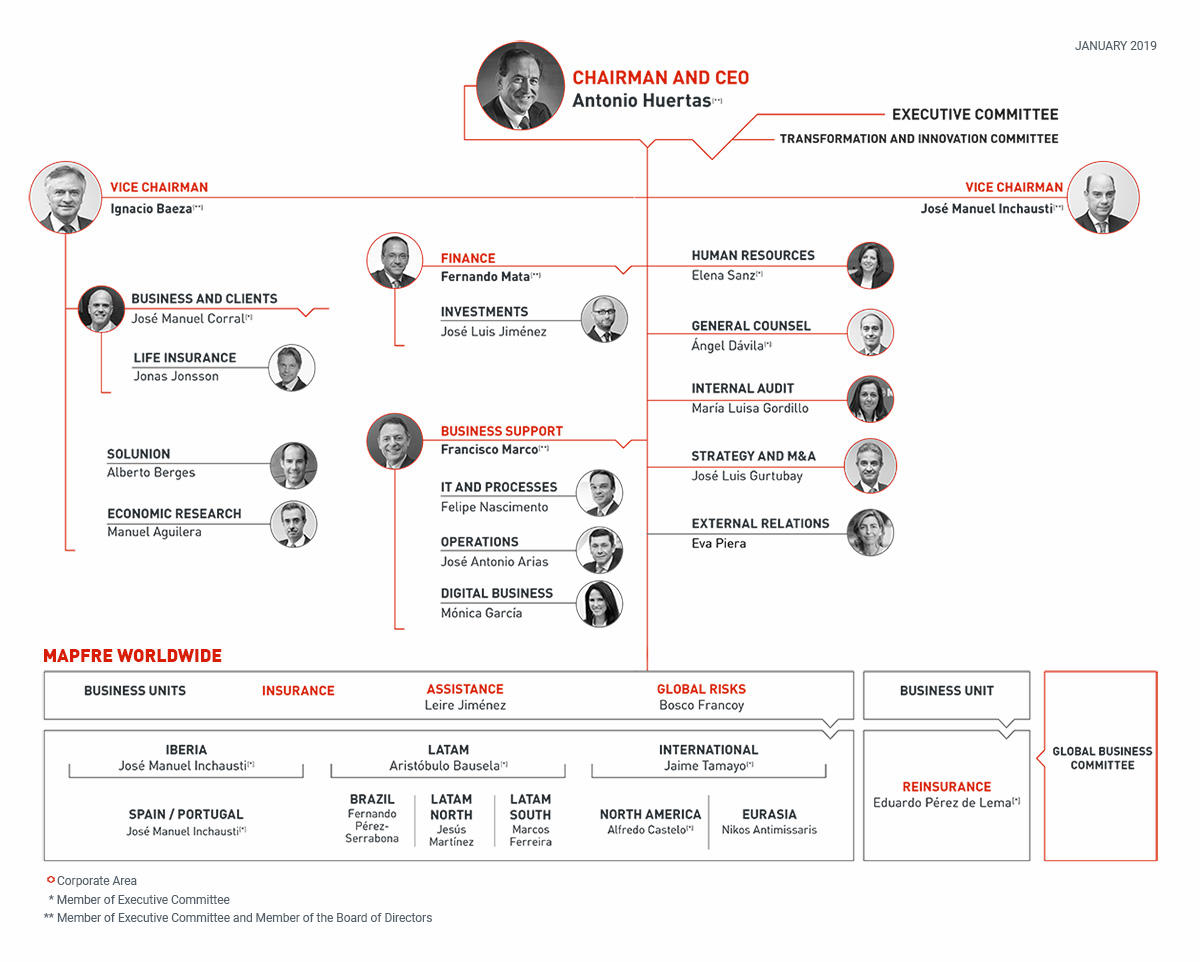 JANUARY 2019
CHAIRMAN AND CEO
Antonio Huertas(**)
EXECUTIVE COMMITTEE
TRANSFORMATION AND INNOVATION COMMITTEE
VICE CHAIRMAN
Ignacio Baeza(**)
VICE CHAIRMAN
José Manuel Inchausti(**)
BUSINESS AND CLIENTS
José Manuel Corral(*)
LIFE INSURANCE
Jonas Jonsson
SOLUNION
Alberto Berges
ECONOMIC RESEARCH
Manuel Aguilera
FINANCE
Fernando Mata(**)
INVESTMENTS
José Luis Jiménez
BUSINESS SUPPORT
Francisco Marco(**)
IT AND PROCESSES
Felipe Nascimento
OPERATIONS
José Antonio Arias
DIGITAL BUSINESS
Mónica García
HUMAN RESOURCES
Elena Sanz(*)
GENERAL COUNSEL
Ángel Dávila(*)
INTERNAL AUDIT
María Luisa Gordillo
STRATEGY AND M&A
José Luis Gurtubay
EXTERNAL RELATIONS
Eva Piera
MAPFRE WORLDWIDE
BUSINESS UNITS
INSURANCE
ASSISTANCE
Leire Jiménez
GLOBAL RISKS
Bosco Francoy
BUSINESS UNIT
IBERIA
José Manuel Inchausti(*)
SPAIN / PORTUGAL
José Manuel Inchausti(*)
LATAM
Aristóbulo Bausela(*)
BRAZIL
Fernando
Pérez-
Serrabona
LATAM
NORTH
Jesús
Martínez
LATAM
SOUTH
Marcos
Ferreira
INTERNATIONAL
Jaime Tamayo(*)
NORTH AMERICA
Alfredo Castelo(*)
EURASIA
Nikos Antimissaris
REINSURANCE
Eduardo Pérez de Lema(*)
GLOBAL BUSINESS
COMMITTEE
Corporate Area
* Member of Executive Committee
** Member of Executive Committee and Member of the Board of Directors